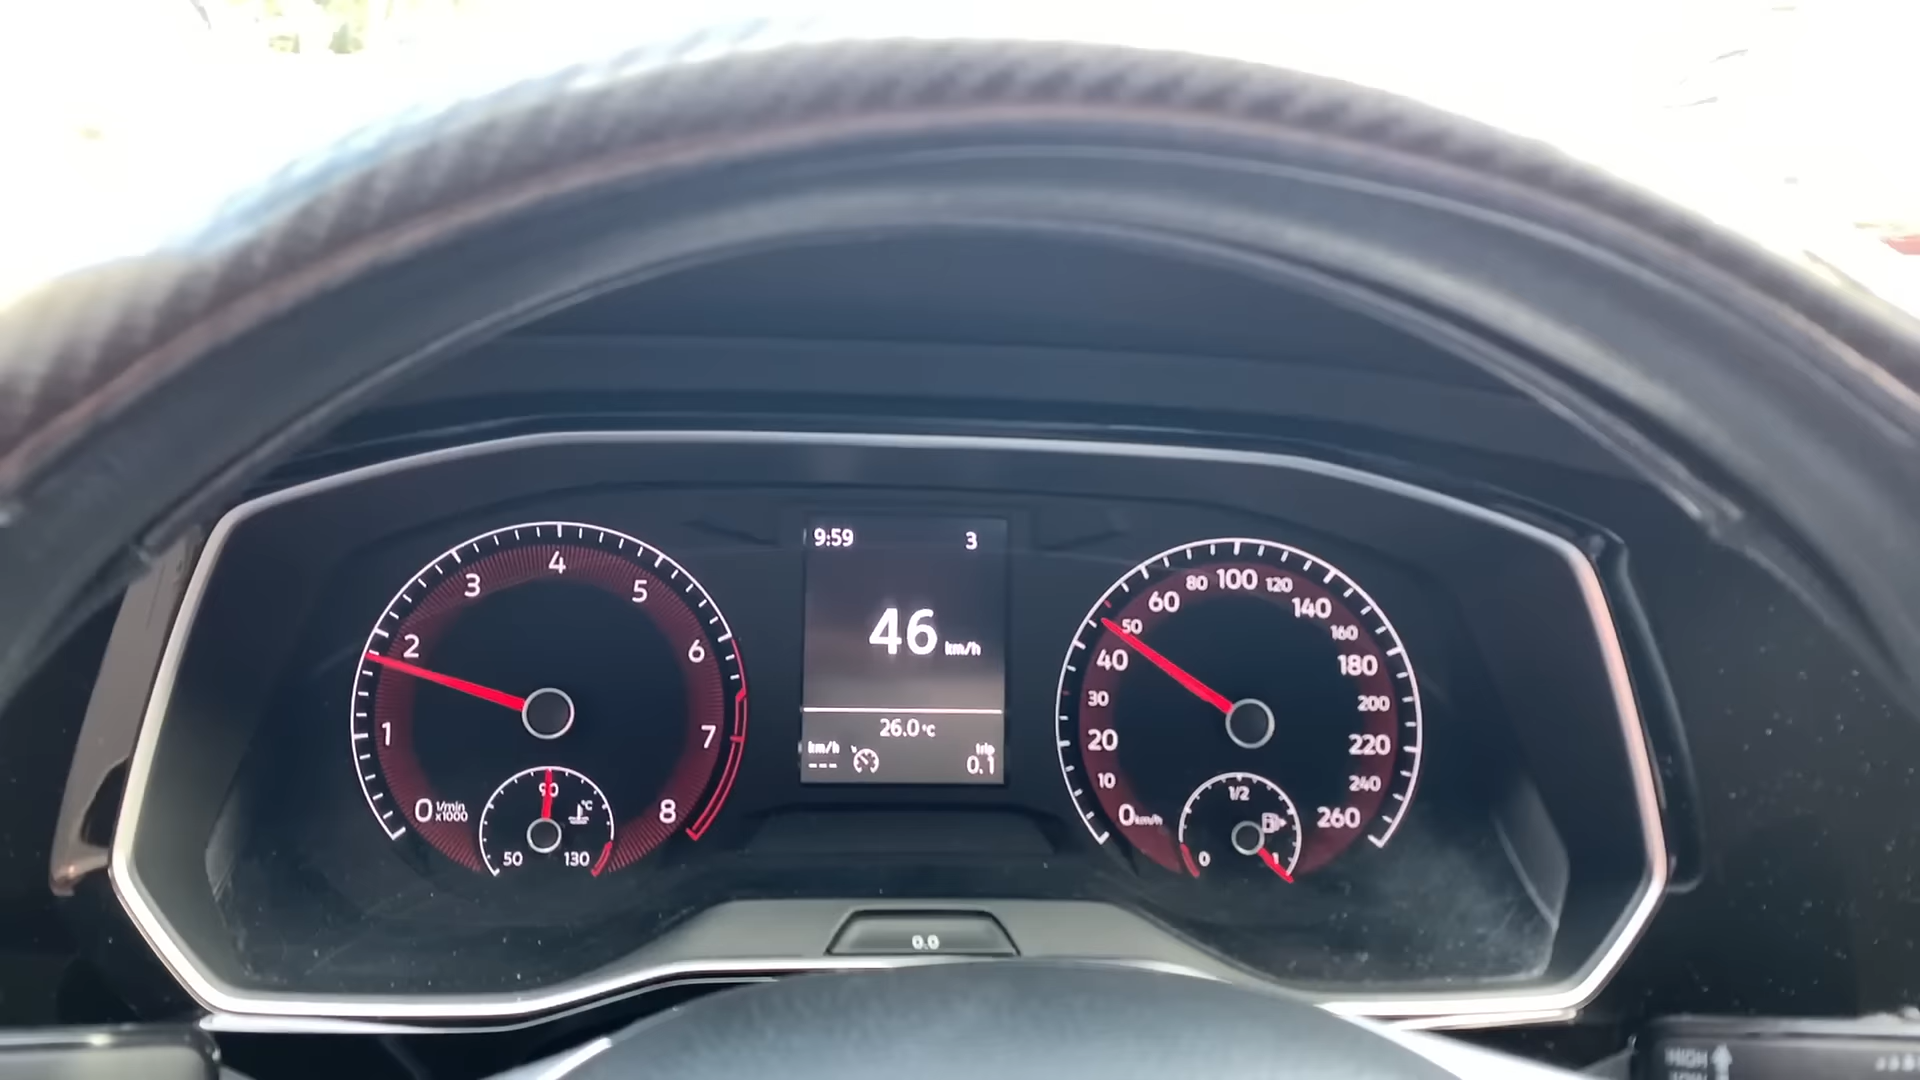 9:59 3
46 km/h
26.0 °C
km/h trip
--- 0.1
0 1 2 3 4 5 6 7 8
1/min
x1000
50 90 130
°C
0 10 20 30 40 50 60 80 100 120 140 160 180 200 220 240 260
km/h
0 1/2 1
0.0
HIGH